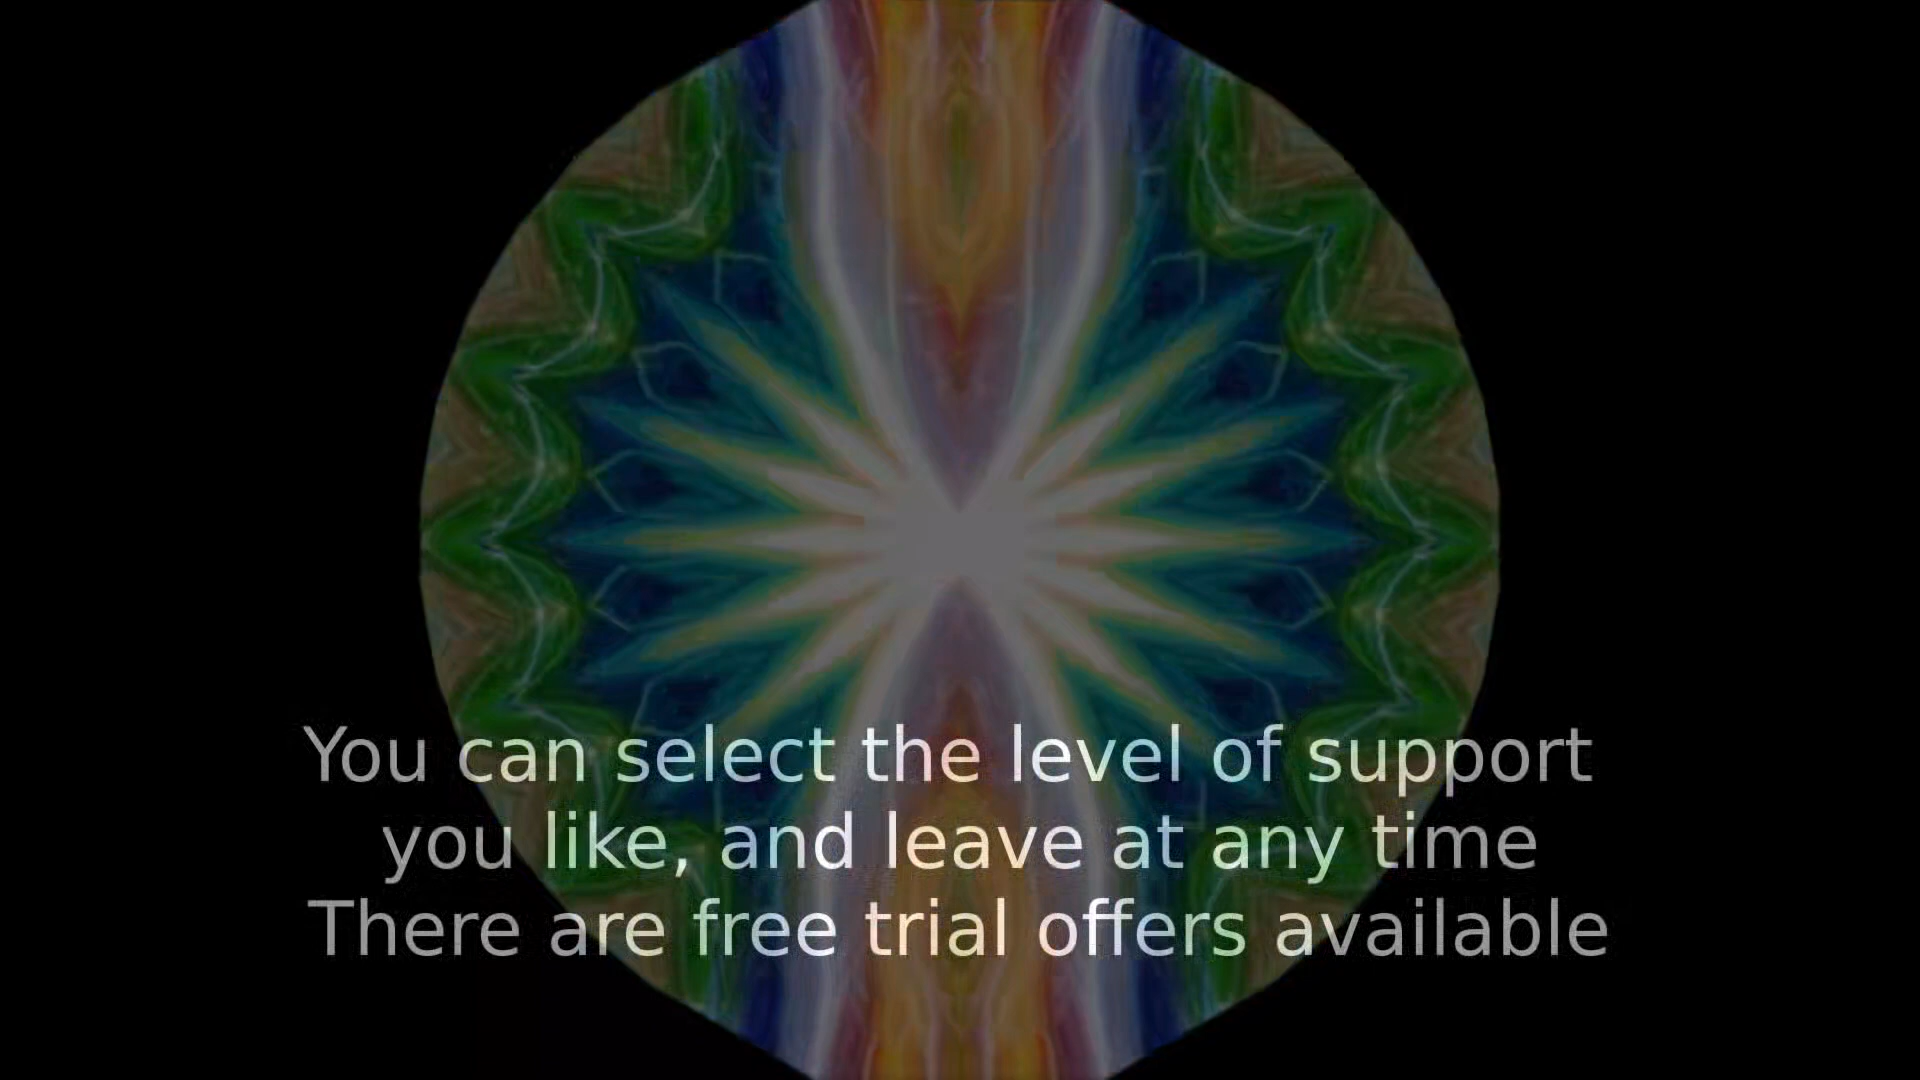 You can select the level of support
you like, and leave at any time
There are free trial offers available